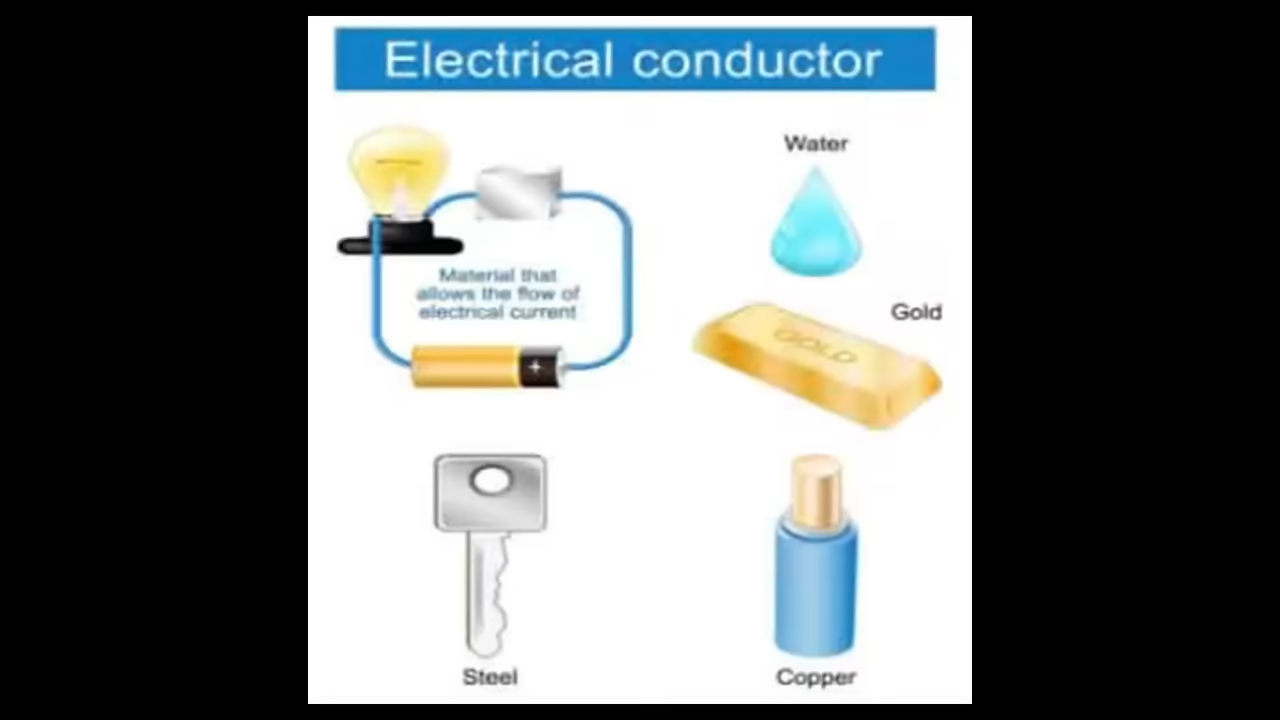 Electrical conductor
Material that
allows the flow of
electrical current
+
Water
Gold
GOLD
Steel
Copper